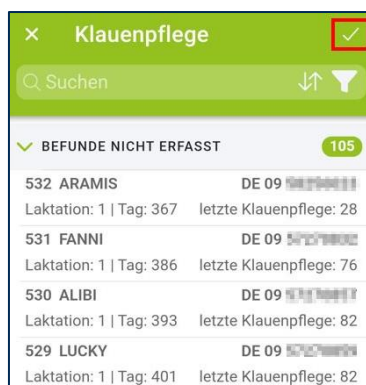 Klauenpflege
Suchen
BEFUNDE NICHT ERFASST 105
532 ARAMIS DE 09
Laktation: 1 | Tag: 367 letzte Klauenpflege: 28
531 FANNI DE 09
Laktation: 1 | Tag: 386 letzte Klauenpflege: 76
530 ALIBI DE 09
Laktation: 1 | Tag: 393 letzte Klauenpflege: 82
529 LUCKY DE 09
Laktation: 1 | Tag: 401 letzte Klauenpflege: 82